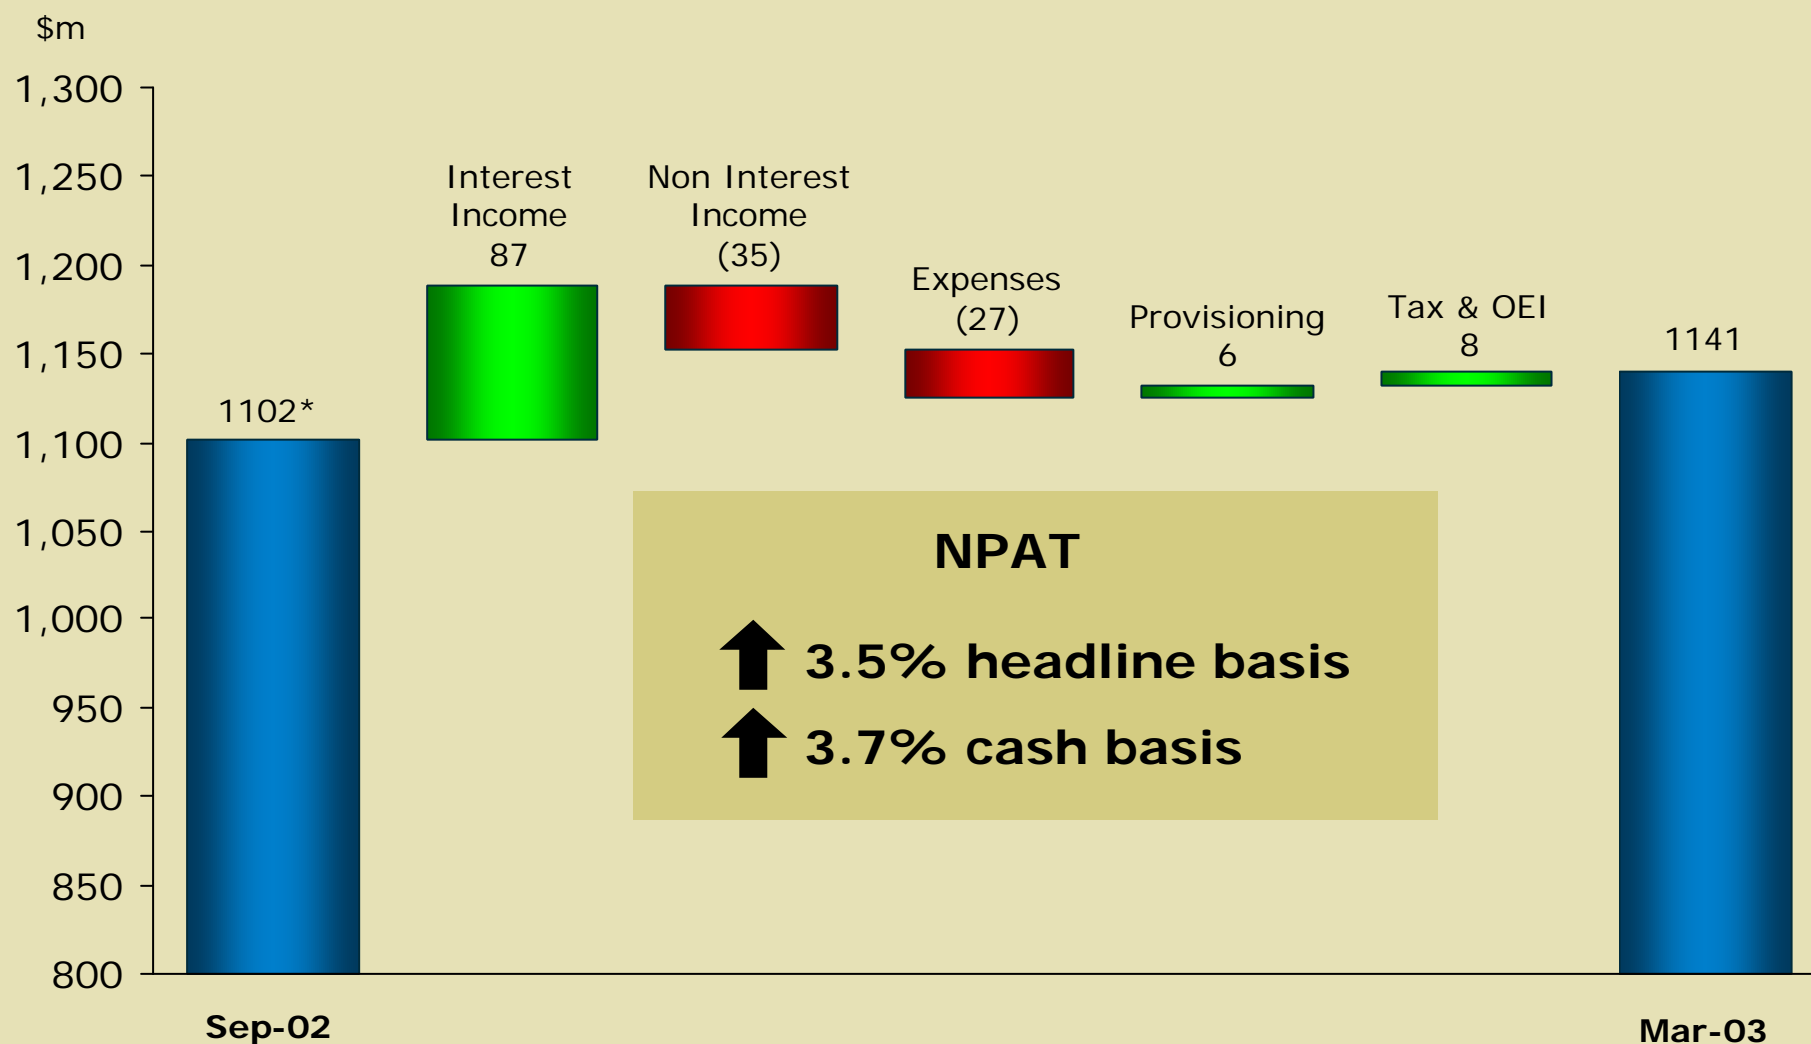 $m
1,300
1,250
1,200
1,150
1,100
1,050
1,000
950
900
850
800
1102*
Interest
Income
87
Non Interest
Income
(35)
Expenses
(27)
Provisioning
6
Tax & OEI
8
1141
NPAT
3.5% headline basis
3.7% cash basis
Sep-02
Mar-03